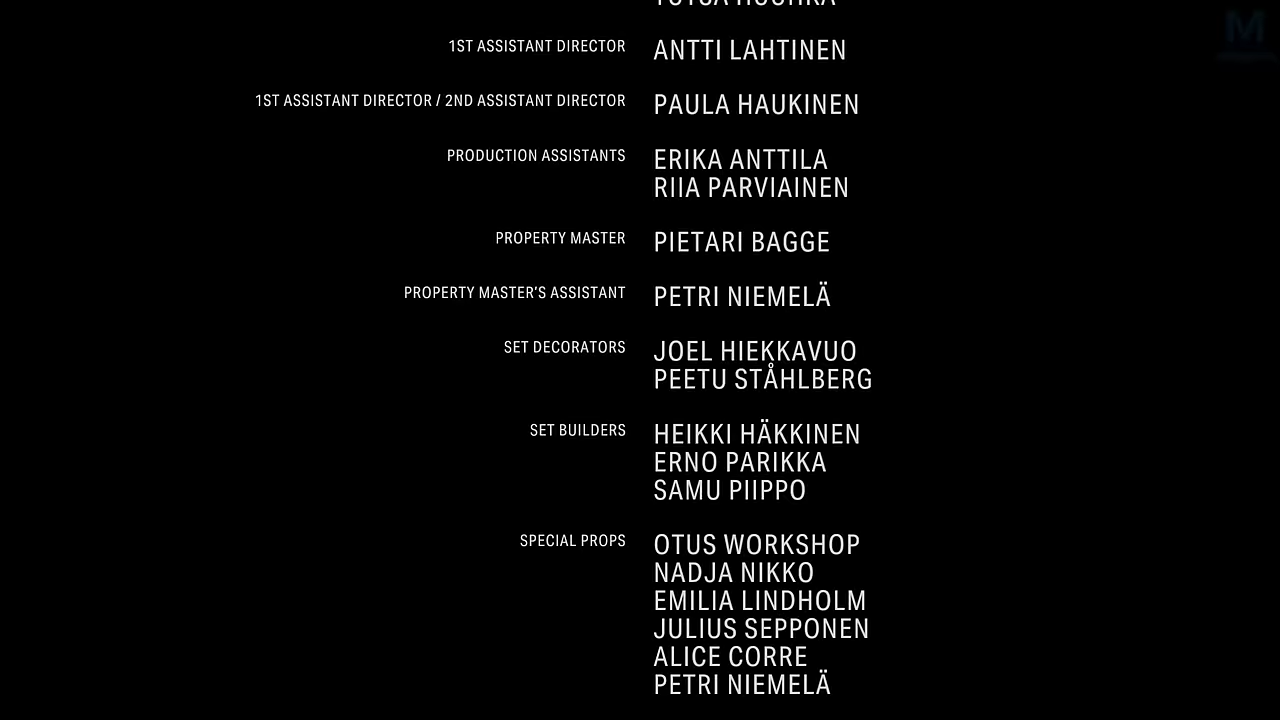 1ST ASSISTANT DIRECTOR ANTTI LAHTINEN
1ST ASSISTANT DIRECTOR / 2ND ASSISTANT DIRECTOR PAULA HAUKINEN
PRODUCTION ASSISTANTS ERIKA ANTTILA
RIIA PARVIAINEN
PROPERTY MASTER PIETARI BAGGE
PROPERTY MASTER'S ASSISTANT PETRI NIEMELÄ
SET DECORATORS JOEL HIEKKAVUO
PEETU STÅHLBERG
SET BUILDERS HEIKKI HÄKKINEN
ERNO PARIKKA
SAMU PIIPPO
SPECIAL PROPS OTUS WORKSHOP
NADJA NIKKO
EMILIA LINDHOLM
JULIUS SEPPONEN
ALICE CORRE
PETRI NIEMELÄ
M